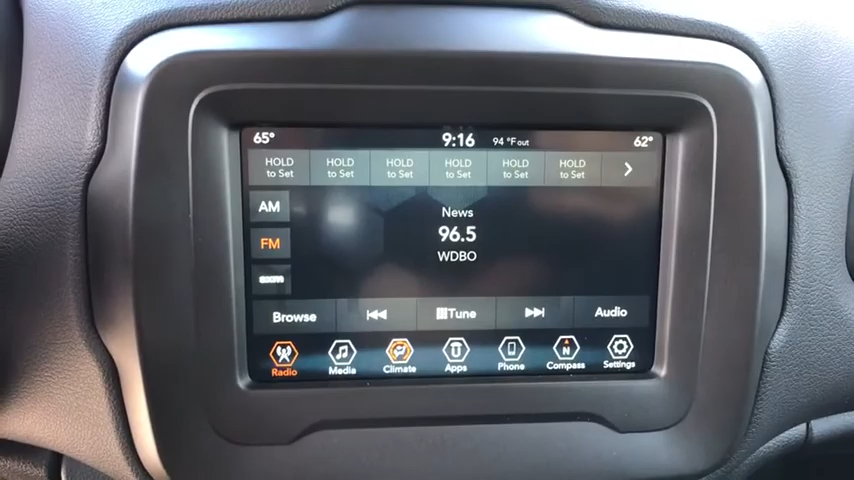 65°
9:16
94 °F out
62°
HOLD to Set
HOLD to Set
HOLD to Set
HOLD to Set
HOLD to Set
HOLD to Set
AM
FM
SXM
News
96.5
WDBO
Browse
Tune
Audio
Radio
Media
Climate
Apps
Phone
N
Compass
Settings